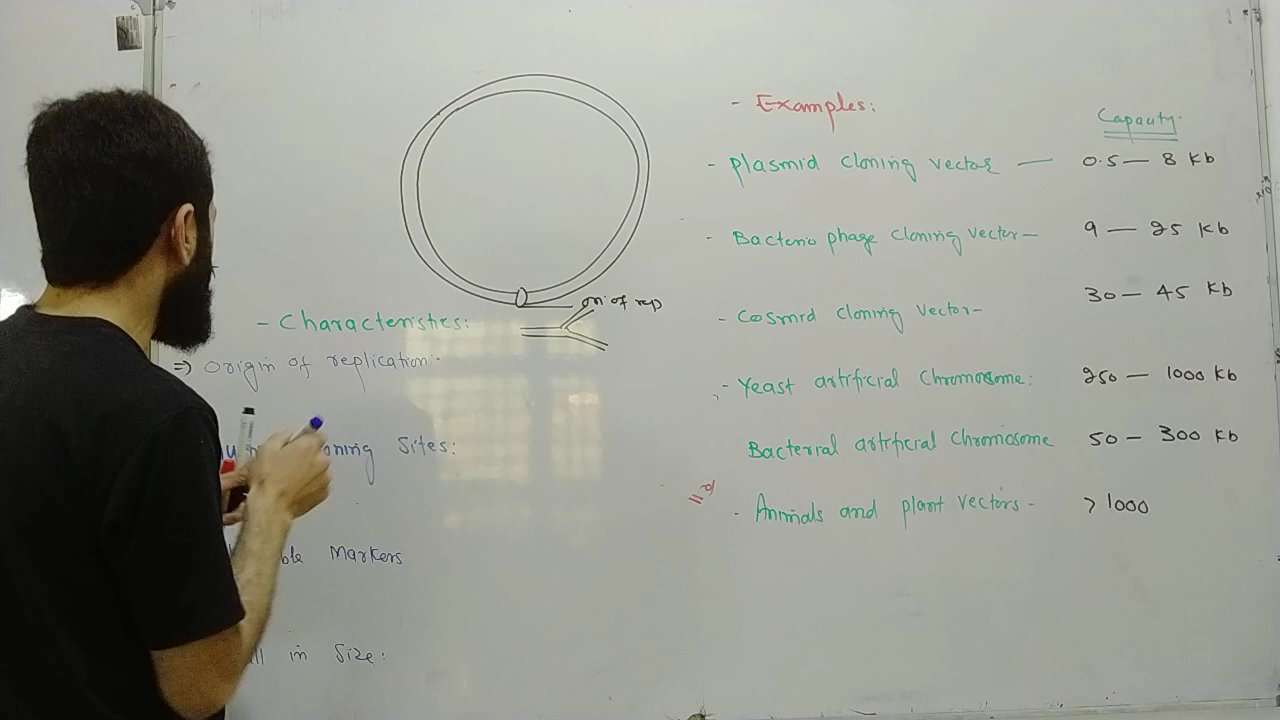 - Examples:
Capacity
- Plasmid cloning vector — 0.5 — 8 Kb
- Bacterio phage cloning vector — 9 — 25 Kb
- Cosmid cloning vector - 30 — 45 Kb
- Yeast artificial Chromosome: 250 — 1000 Kb
Bacterial artificial Chromosome 50 — 300 Kb
- Animals and plant vectors - > 1000
ori of rep
- Characteristics:
⇒ Origin of replication:
Sites:
Markers
in Size: